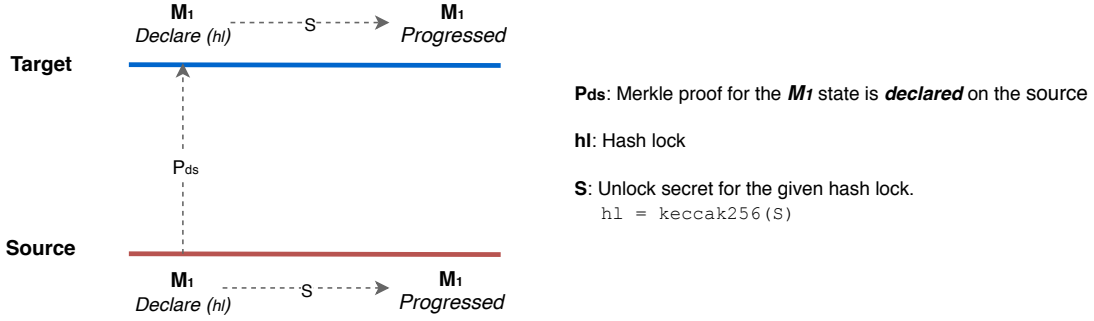 M1 M1
Declare (hl) S Progressed
Target
Pds: Merkle proof for the M1 state is declared on the source
hl: Hash lock
Pds
S: Unlock secret for the given hash lock.
hl = keccak256(S)
Source
M1 M1
Declare (hl) S Progressed